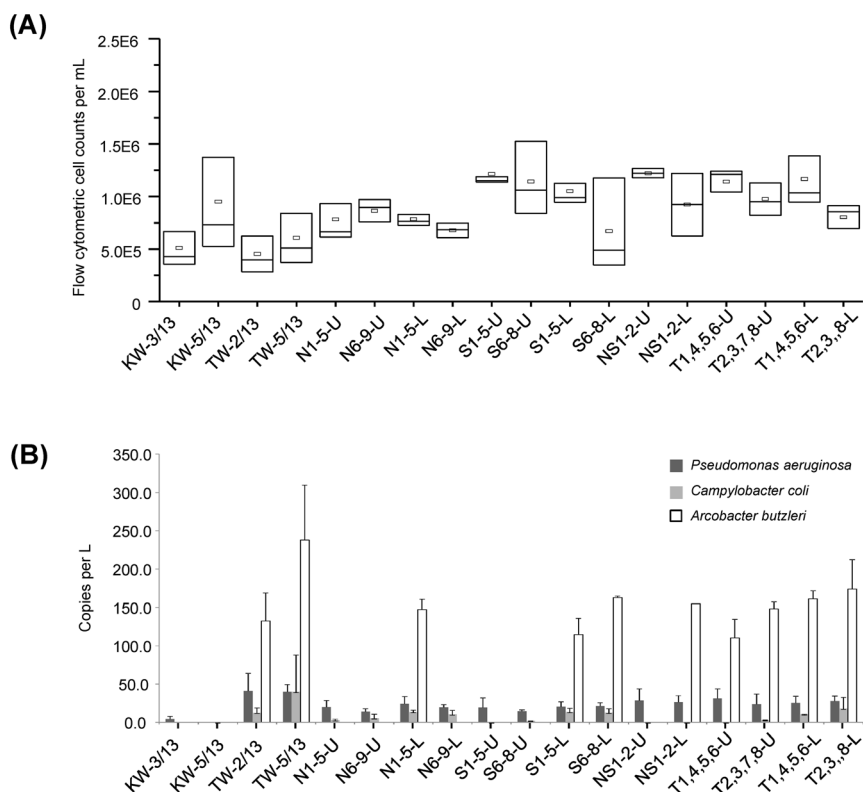 (A)
Flow cytometric cell counts per mL
2.5E6
2.0E6
1.5E6
1.0E6
5.0E5
0
KW-3/13
KW-5/13
TW-2/13
TW-5/13
N1-5-U
N6-9-U
N1-5-L
N6-9-L
S1-5-U
S6-8-U
S1-5-L
S6-8-L
NS1-2-U
NS1-2-L
T1,4,5,6-U
T2,3,7,8-U
T1,4,5,6-L
T2,3,,8-L
(B)
Copies per L
350.0
300.0
250.0
200.0
150.0
100.0
50.0
0.0
Pseudomonas aeruginosa
Campylobacter coli
Arcobacter butzleri
KW-3/13
KW-5/13
TW-2/13
TW-5/13
N1-5-U
N6-9-U
N1-5-L
N6-9-L
S1-5-U
S6-8-U
S1-5-L
S6-8-L
NS1-2-U
NS1-2-L
T1,4,5,6-U
T2,3,7,8-U
T1,4,5,6-L
T2,3,,8-L